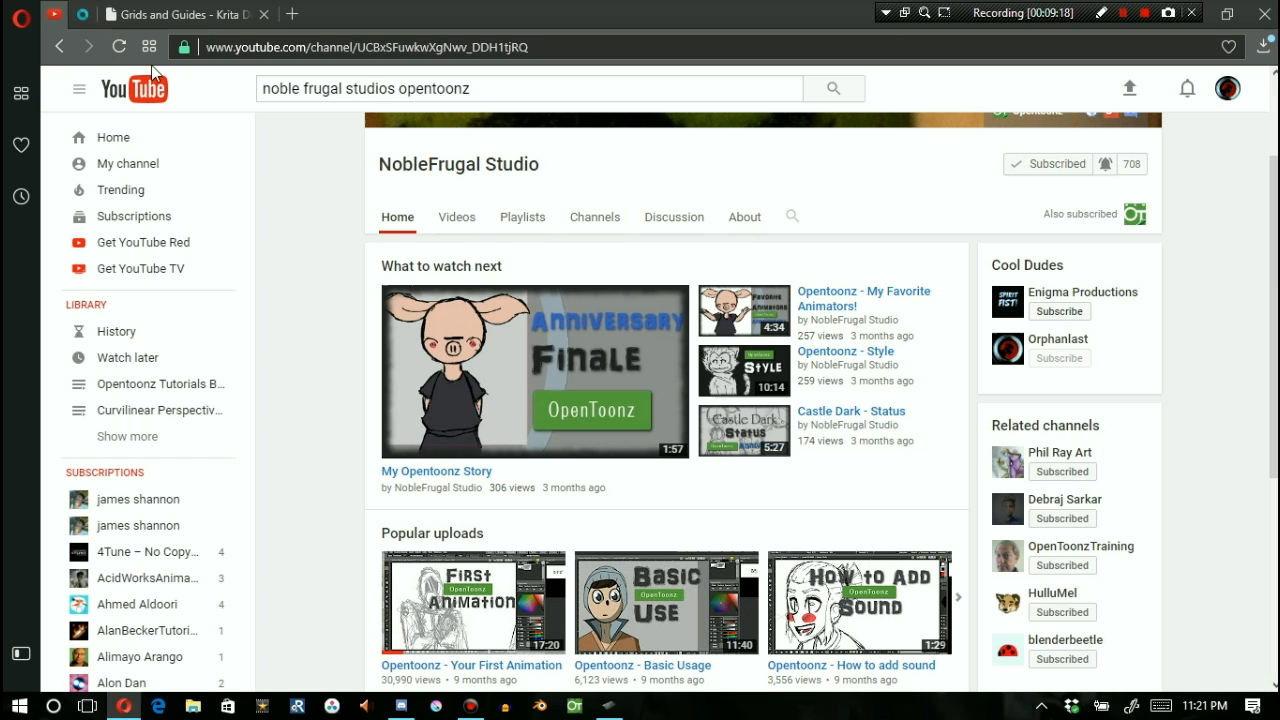 Grids and Guides - Krita D
Recording [00:09:18]
www.youtube.com/channel/UCBxSFuwkwXgNwv_DDH1tjRQ
YouTube
noble frugal studios opentoonz
Home
My channel
Trending
Subscriptions
Get YouTube Red
Get YouTube TV
LIBRARY
History
Watch later
Opentoonz Tutorials B...
Curvilinear Perspectiv...
Show more
SUBSCRIPTIONS
james shannon
james shannon
4Tune – No Copy... 4
AcidWorksAnima... 3
Ahmed Aldoori 4
AlanBeckerTutori... 1
Alimayo Arango 1
Alon Dan 2
Opentoonz
NobleFrugal Studio
Subscribed 708
Home Videos Playlists Channels Discussion About
Also subscribed OT
What to watch next
Anniversary
Finale
OpenToonz
1:57
My Opentoonz Story
by NobleFrugal Studio 306 views 3 months ago
Favorite
Animators
4:34
Opentoonz - My Favorite
Animators!
by NobleFrugal Studio
257 views 3 months ago
Style
10:14
Opentoonz - Style
by NobleFrugal Studio
259 views 3 months ago
Castle Dark -
Status
5:27
Castle Dark - Status
by NobleFrugal Studio
174 views 3 months ago
Popular uploads
First
OpenToonz
Animation
17:20
Opentoonz - Your First Animation
30,990 views • 9 months ago
Basic
OpenToonz
Use
11:40
Opentoonz - Basic Usage
6,123 views • 9 months ago
How to Add
OpenToonz
Sound
1:29
Opentoonz - How to add sound
3,556 views • 9 months ago
Cool Dudes
SPIRIT
FIST!
Enigma Productions
Subscribe
Orphanlast
Subscribe
Related channels
Phil Ray Art
Subscribed
Debraj Sarkar
Subscribed
OpenToonzTraining
Subscribed
HulluMel
Subscribed
blenderbeetle
Subscribed
11:21 PM